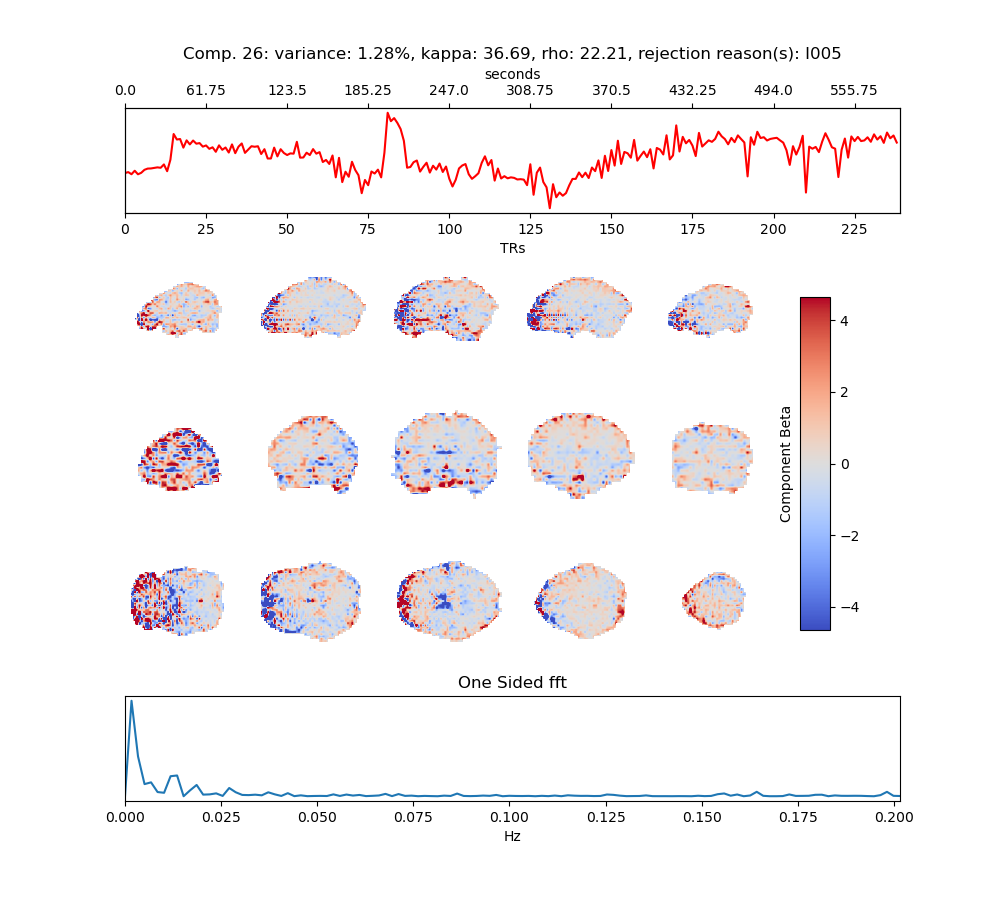 Comp. 26: variance: 1.28%, kappa: 36.69, rho: 22.21, rejection reason(s): I005
seconds
0.0 61.75 123.5 185.25 247.0 308.75 370.5 432.25 494.0 555.75
0 25 50 75 100 125 150 175 200 225
TRs
4
2
0
−2
−4
Component Beta
One Sided fft
0.000 0.025 0.050 0.075 0.100 0.125 0.150 0.175 0.200
Hz